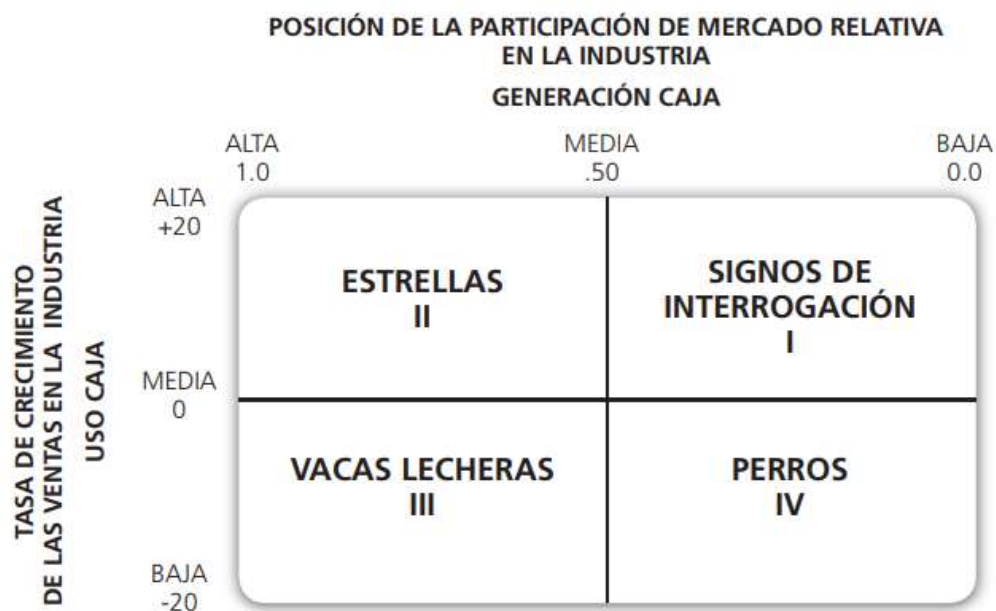 POSICIÓN DE LA PARTICIPACIÓN DE MERCADO RELATIVA
EN LA INDUSTRIA
GENERACIÓN CAJA
ALTA
1.0
MEDIA
.50
BAJA
0.0
TASA DE CRECIMIENTO
DE LAS VENTAS EN LA INDUSTRIA
USO CAJA
ALTA
+20
MEDIA
0
BAJA
-20
ESTRELLAS
II
SIGNOS DE
INTERROGACIÓN
I
VACAS LECHERAS
III
PERROS
IV